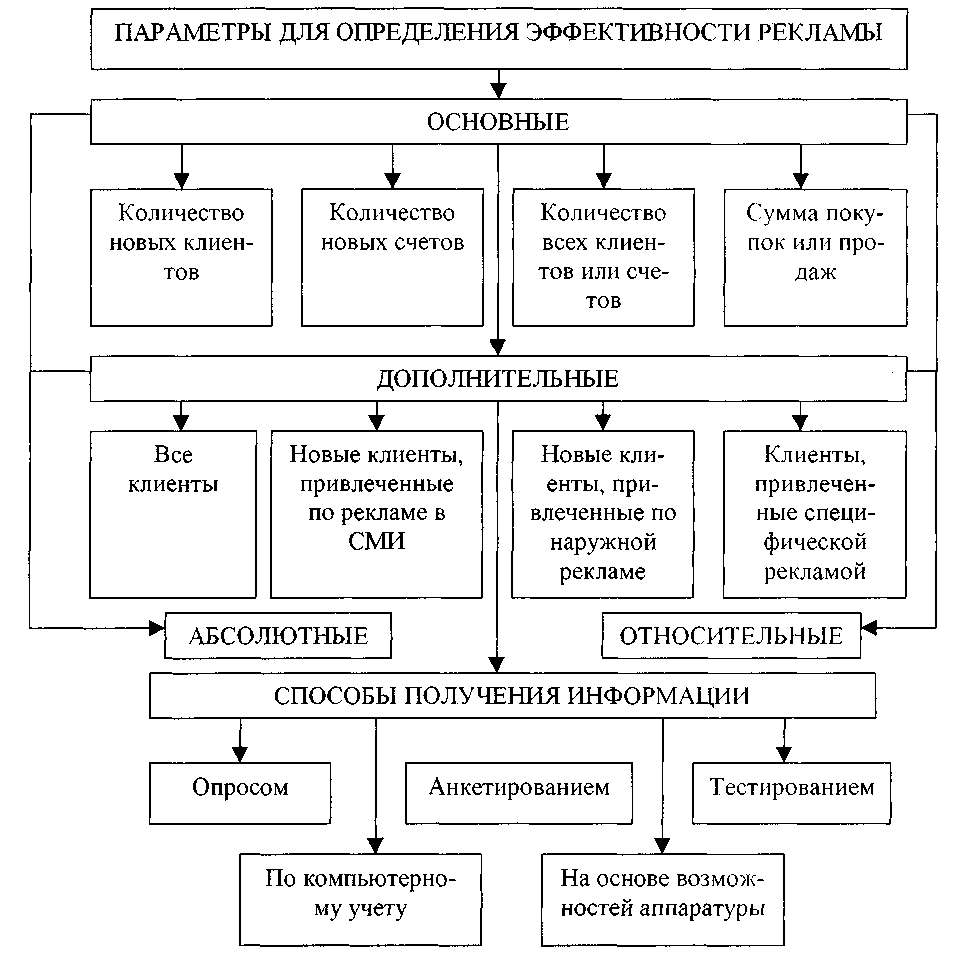 ПАРАМЕТРЫ ДЛЯ ОПРЕДЕЛЕНИЯ ЭФФЕКТИВНОСТИ РЕКЛАМЫ
ОСНОВНЫЕ
Количество
новых клиен-
тов
Количество
новых счетов
Количество
всех клиен-
тов или сче-
тов
Сумма поку-
пок или про-
даж
ДОПОЛНИТЕЛЬНЫЕ
Все
клиенты
Новые клиенты,
привлеченные
по рекламе в
СМИ
Новые кли-
енты, при-
влеченные по
наружной
рекламе
Клиенты,
привлечен-
ные специ-
фической
рекламой
АБСОЛЮТНЫЕ
ОТНОСИТЕЛЬНЫЕ
СПОСОБЫ ПОЛУЧЕНИЯ ИНФОРМАЦИИ
Опросом
Анкетированием
Тестированием
По компьютерно-
му учету
На основе возмож-
ностей аппаратуры